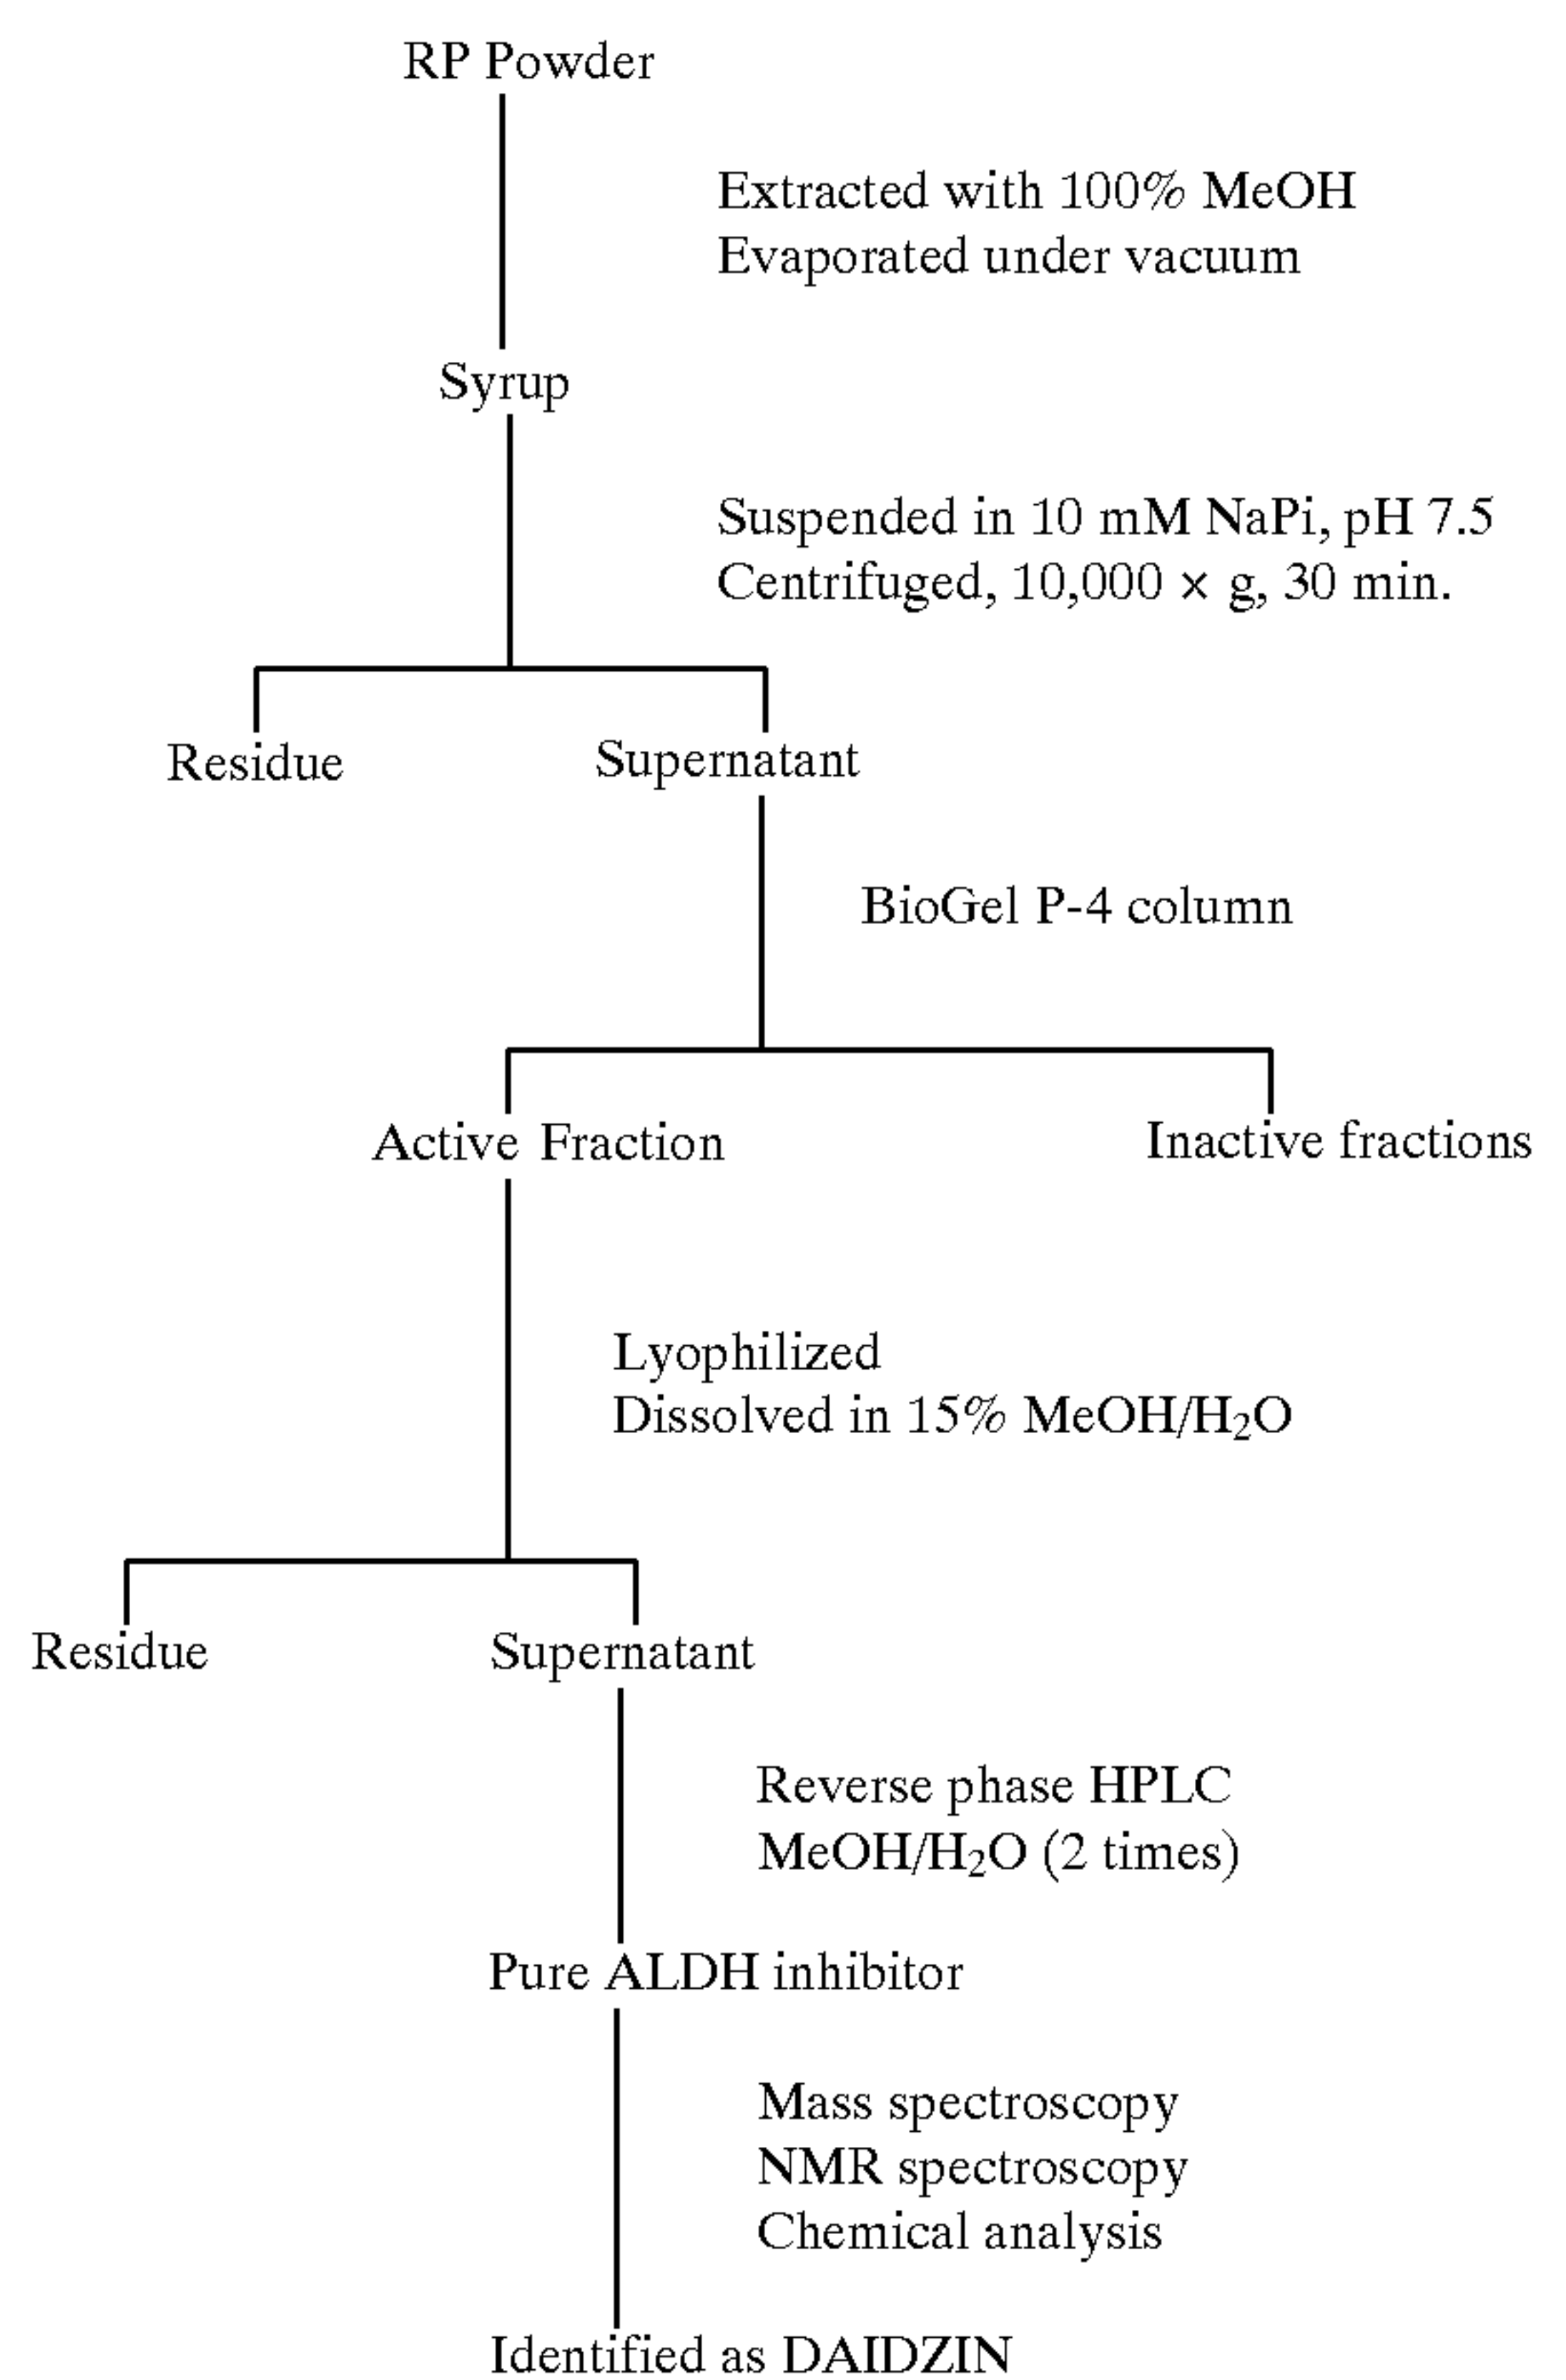 RP Powder
Extracted with 100% MeOH
Evaporated under vacuum
Syrup
Suspended in 10 mM NaPi, pH 7.5
Centrifuged, 10,000 × g, 30 min.
Residue
Supernatant
BioGel P-4 column
Active Fraction
Inactive fractions
Lyophilized
Dissolved in 15% MeOH/H₂O
Residue
Supernatant
Reverse phase HPLC
MeOH/H₂O (2 times)
Pure ALDH inhibitor
Mass spectroscopy
NMR spectroscopy
Chemical analysis
Identified as DAIDZIN